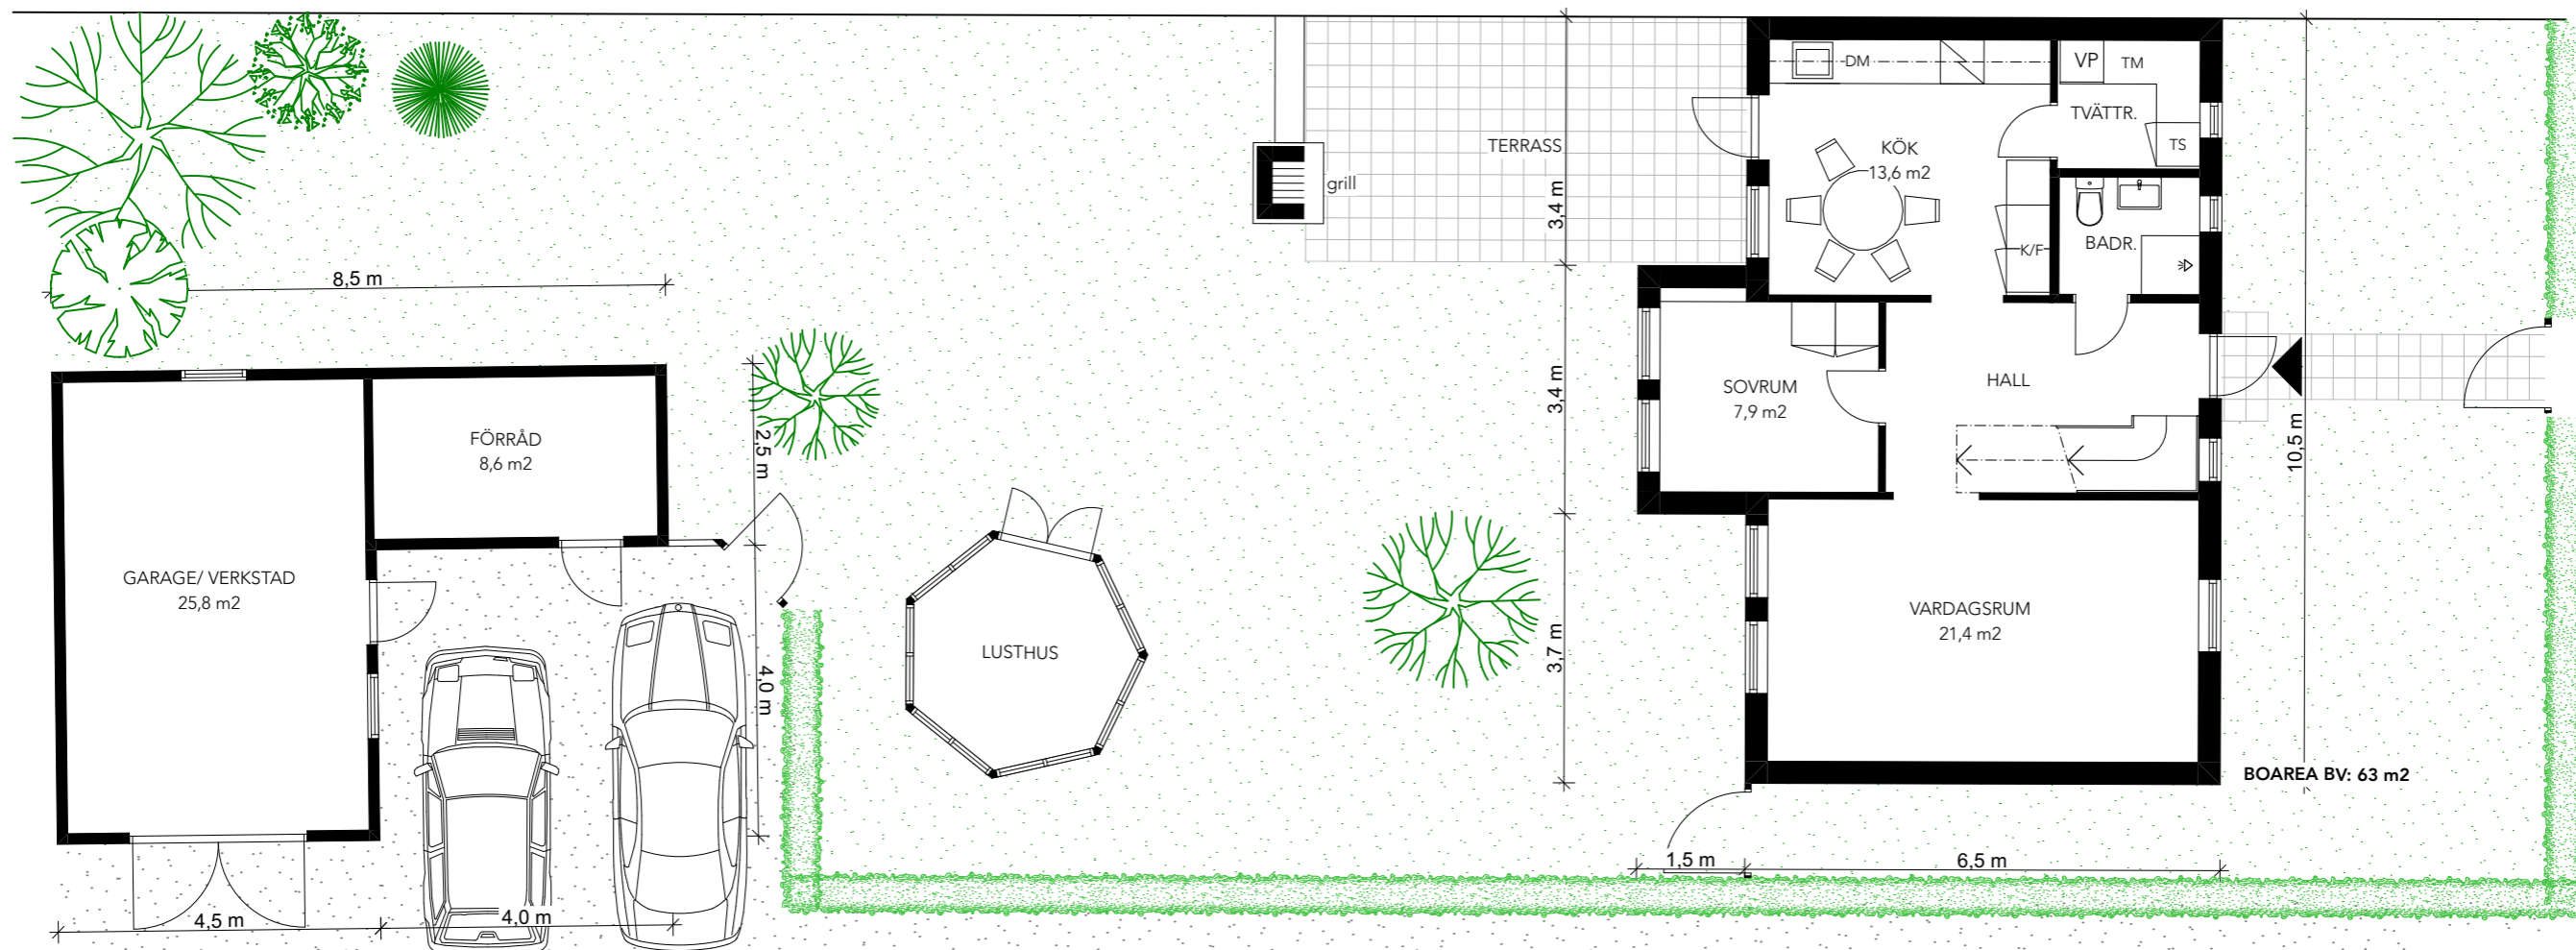 8,5 m
FÖRRÅD
8,6 m2
GARAGE/ VERKSTAD
25,8 m2
2,5 m
4,0 m
4,5 m
4,0 m
LUSTHUS
grill
TERRASS
3,4 m
3,4 m
3,7 m
DM
VP
TM
TVÄTTR.
TS
KÖK
13,6 m2
K/F
BADR.
SOVRUM
7,9 m2
HALL
VARDAGSRUM
21,4 m2
10,5 m
BOAREA BV: 63 m2
1,5 m
6,5 m